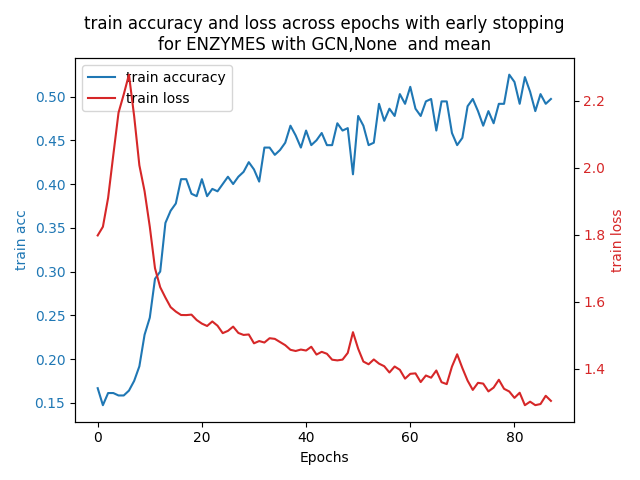 train accuracy and loss across epochs with early stopping
for ENZYMES with GCN,None  and mean
train accuracy
train loss
0.50
0.45
0.40
0.35
0.30
0.25
0.20
0.15
train acc
2.2
2.0
1.8
1.6
1.4
train loss
0
20
40
60
80
Epochs